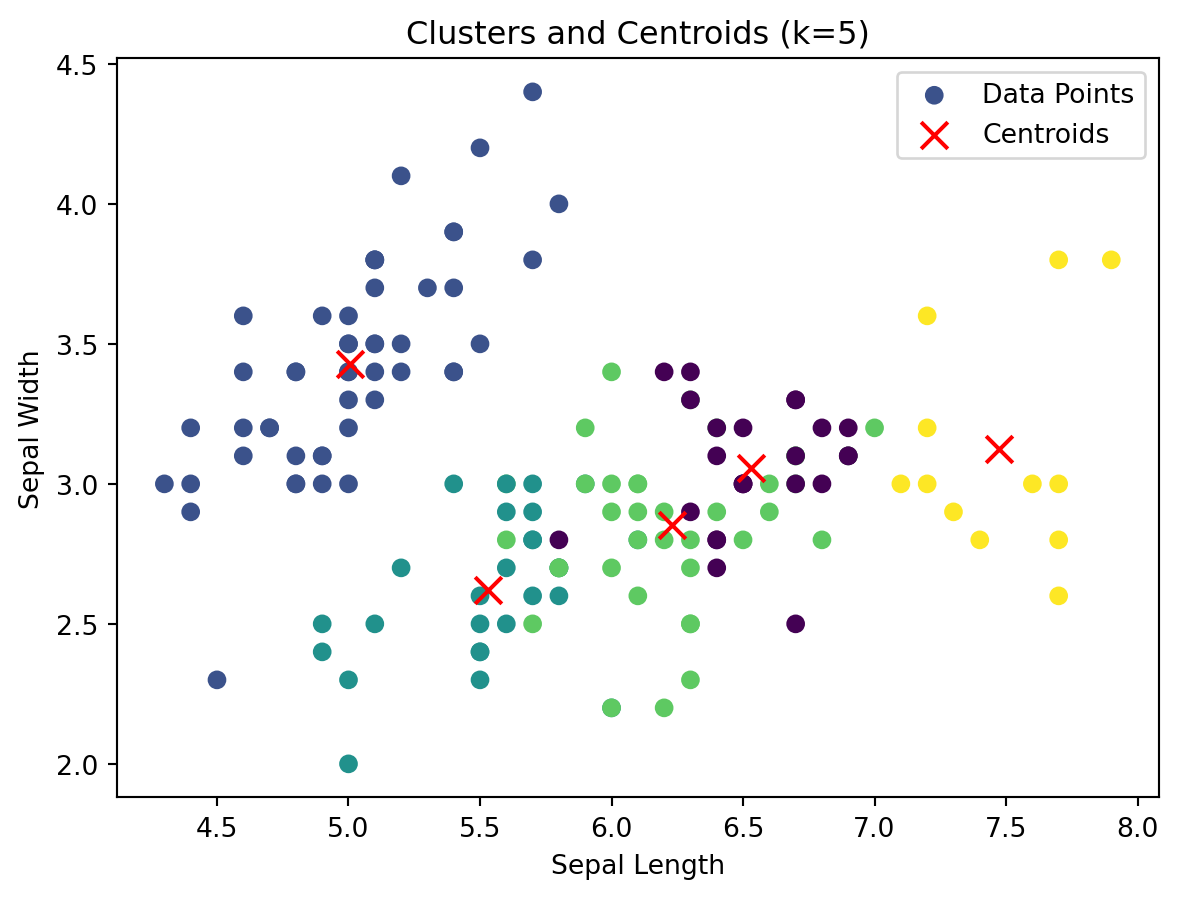 Clusters and Centroids (k=5)
Data Points
Centroids
Sepal Width
4.5
4.0
3.5
3.0
2.5
2.0
4.5 5.0 5.5 6.0 6.5 7.0 7.5 8.0
Sepal Length